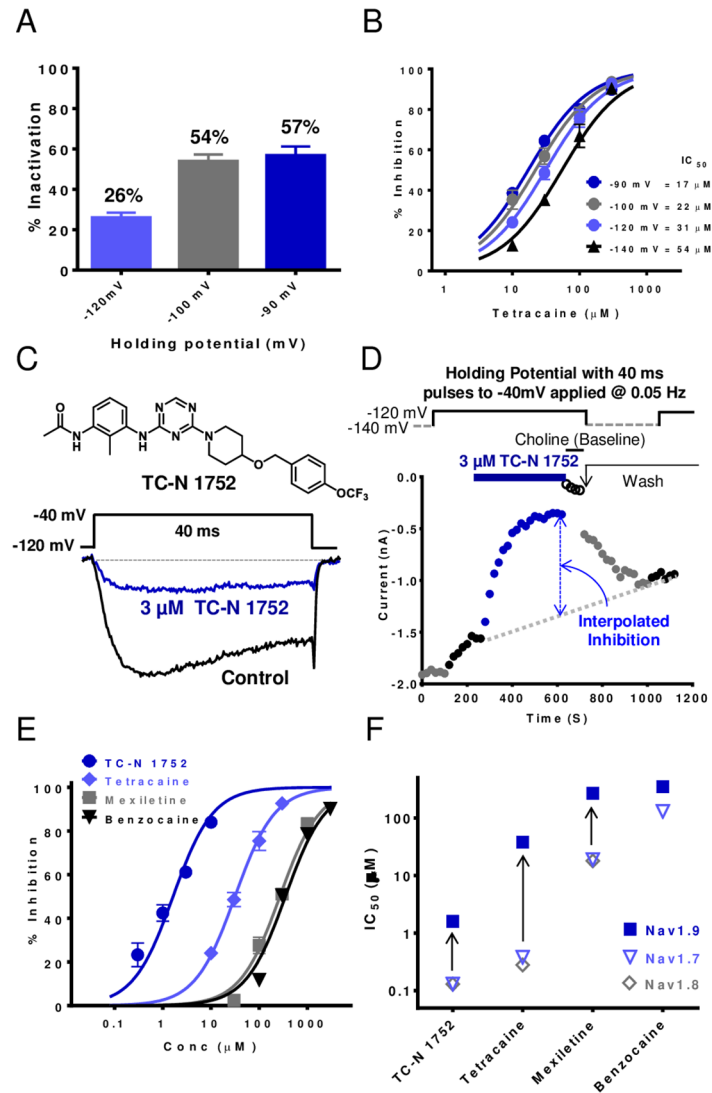 A
100
80
60
40
20
0
% Inactivation
26%
54%
57%
-120mV
-100 mV
-90 mV
Holding potential (mV)
B
100
80
60
40
20
0
% Inhibition
IC 50
-90 mV = 17 μM
-100 mV = 22 μM
-120 mV = 31 μM
-140 mV = 54 μM
1
10
100
1000
Tetracaine (μM)
C
O
N
H
N
H
N
N
N
N
O
OCF3
TC-N 1752
-40 mV
-120 mV
40 ms
3 μM TC-N 1752
Control
D
Holding Potential with 40 ms
pulses to -40mV applied @ 0.05 Hz
-120 mV
-140 mV
Choline (Baseline)
3 μM TC-N 1752
Wash
0.0
-0.5
-1.0
-1.5
-2.0
Current (nA)
Interpolated
Inhibition
0
200
400
600
800
1000
1200
Time (S)
E
TC-N 1752
Tetracaine
Mexiletine
Benzocaine
100
80
60
40
20
0
% Inhibition
0.1
1
10
100
1000
Conc (μM)
F
100
10
1
0.1
IC50 (μM)
Nav1.9
Nav1.7
Nav1.8
TC-N 1752
Tetracaine
Mexiletine
Benzocaine